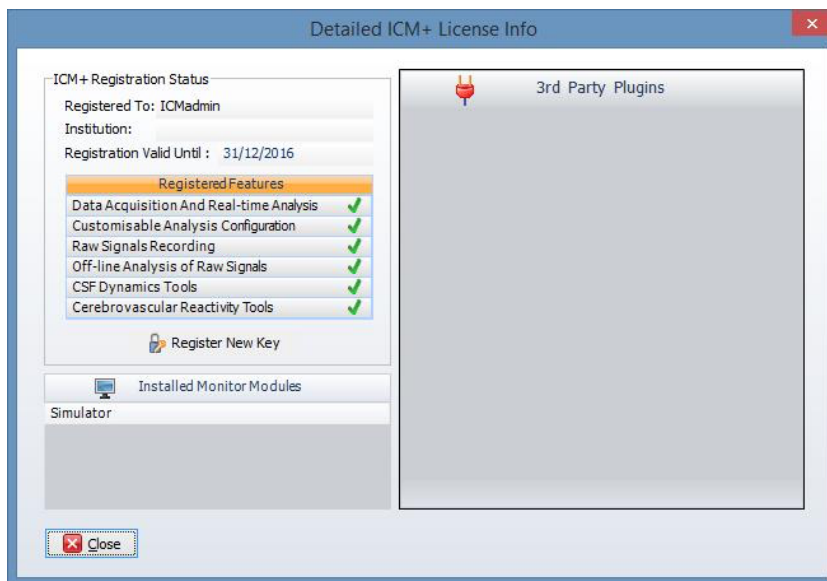 Detailed ICM+ License Info
ICM+ Registration Status
Registered To: ICMadmin
Institution:
Registration Valid Until : 31/12/2016
Registered Features
Data Acquisition And Real-time Analysis
Customisable Analysis Configuration
Raw Signals Recording
Off-line Analysis of Raw Signals
CSF Dynamics Tools
Cerebrovascular Reactivity Tools
Register New Key
Installed Monitor Modules
Simulator
3rd Party Plugins
Close